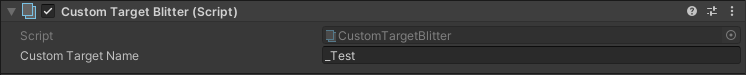 Custom Target Blitter (Script)
Script CustomTargetBlitter
Custom Target Name _Test